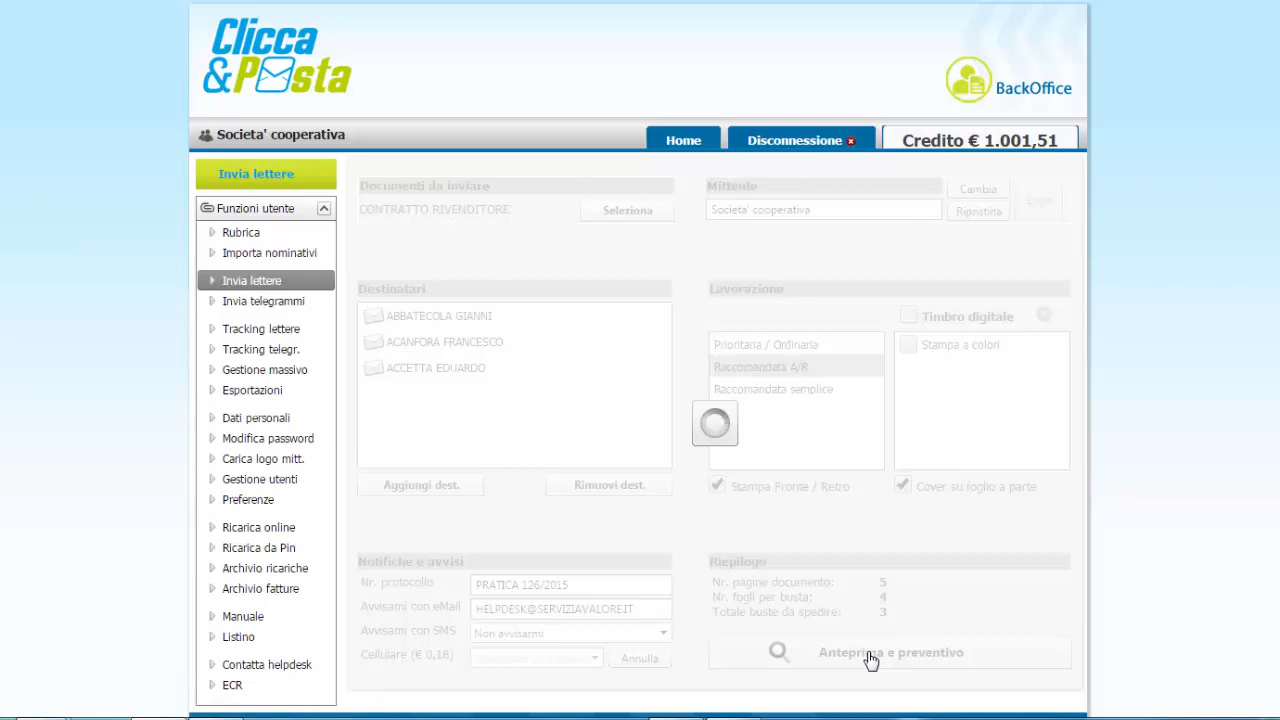 Clicca
&Posta
BackOffice
Societa' cooperativa
Home
Disconnessione
Credito € 1.001,51
Invia lettere
Funzioni utente
Rubrica
Importa nominativi
Invia lettere
Invia telegrammi
Tracking lettere
Tracking telegr.
Gestione massivo
Esportazioni
Dati personali
Modifica password
Carica logo mitt.
Gestione utenti
Preferenze
Ricarica online
Ricarica da Pin
Archivio ricariche
Archivio fatture
Manuale
Listino
Contatta helpdesk
ECR
Documenti da inviare
CONTRATTO RIVENDITORE
Seleziona
Mittente
Societa' cooperativa
Cambia
Ripristina
Logo
Destinatari
ABBATECOLA GIANNI
ACANFORA FRANCESCO
ACCETTA EDUARDO
Aggiungi dest.
Rimuovi dest.
Lavorazione
Timbro digitale
Prioritaria / Ordinaria
Raccomandata A/R
Raccomandata semplice
Stampa a colori
Stampa Fronte / Retro
Cover su foglio a parte
Notifiche e avvisi
Nr. protocollo
PRATICA 126/2015
Avvisami con eMail
HELPDESK@SERVIZIAVALORE.IT
Avvisami con SMS
Non avvisarmi
Cellulare (€ 0,18)
Annulla
Riepilogo
Nr. pagine documento: 5
Nr. fogli per busta: 4
Totale buste da spedire: 3
Anteprima e preventivo